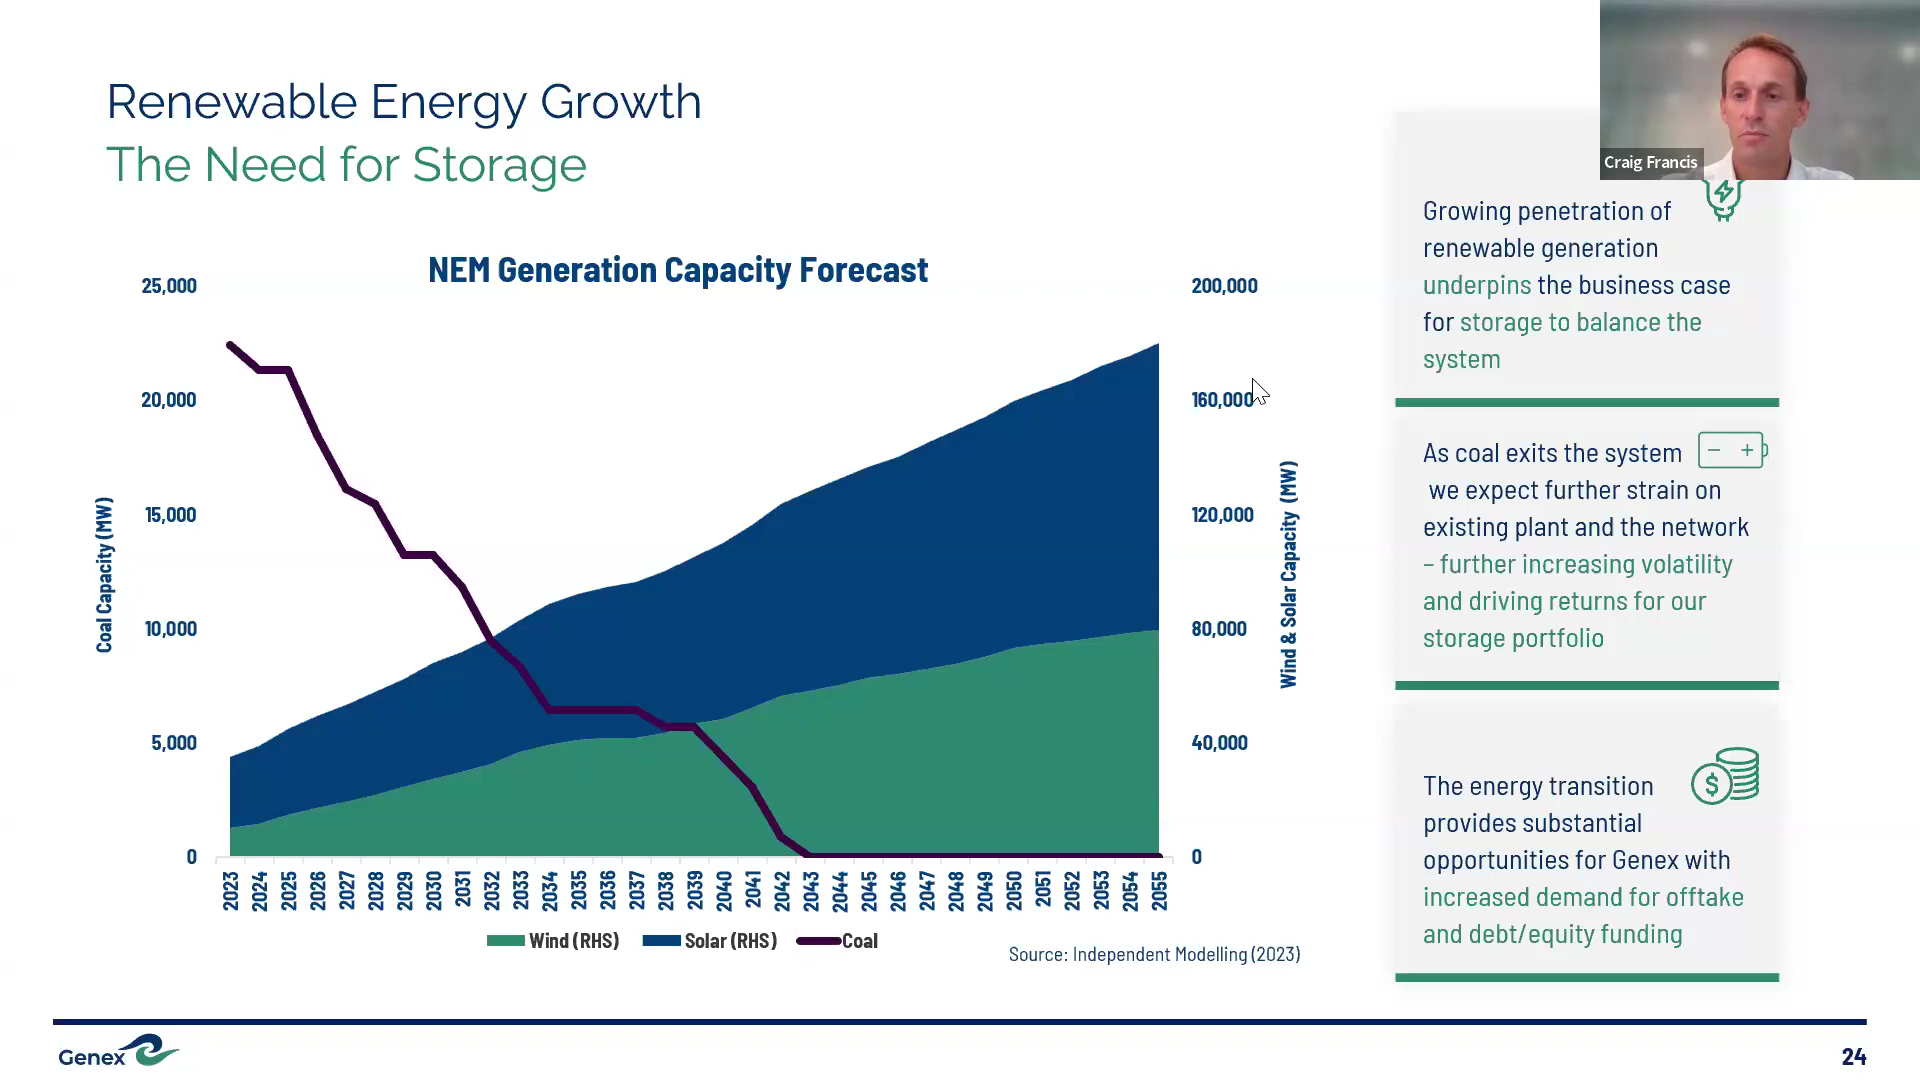 Renewable Energy Growth
The Need for Storage
Craig Francis
NEM Generation Capacity Forecast
Coal Capacity (MW)
25,000
20,000
15,000
10,000
5,000
0
200,000
160,000
120,000
80,000
40,000
0
Wind & Solar Capacity (MW)
2023 2024 2025 2026 2027 2028 2029 2030 2031 2032 2033 2034 2035 2036 2037 2038 2039 2040 2041 2042 2043 2044 2045 2046 2047 2048 2049 2050 2051 2052 2053 2054 2055
Wind (RHS) Solar (RHS) Coal
Source: Independent Modelling (2023)
Growing penetration of
renewable generation
underpins the business case
for storage to balance the
system
As coal exits the system
we expect further strain on
existing plant and the network
– further increasing volatility
and driving returns for our
storage portfolio
The energy transition
provides substantial
opportunities for Genex with
increased demand for offtake
and debt/equity funding
Genex
24